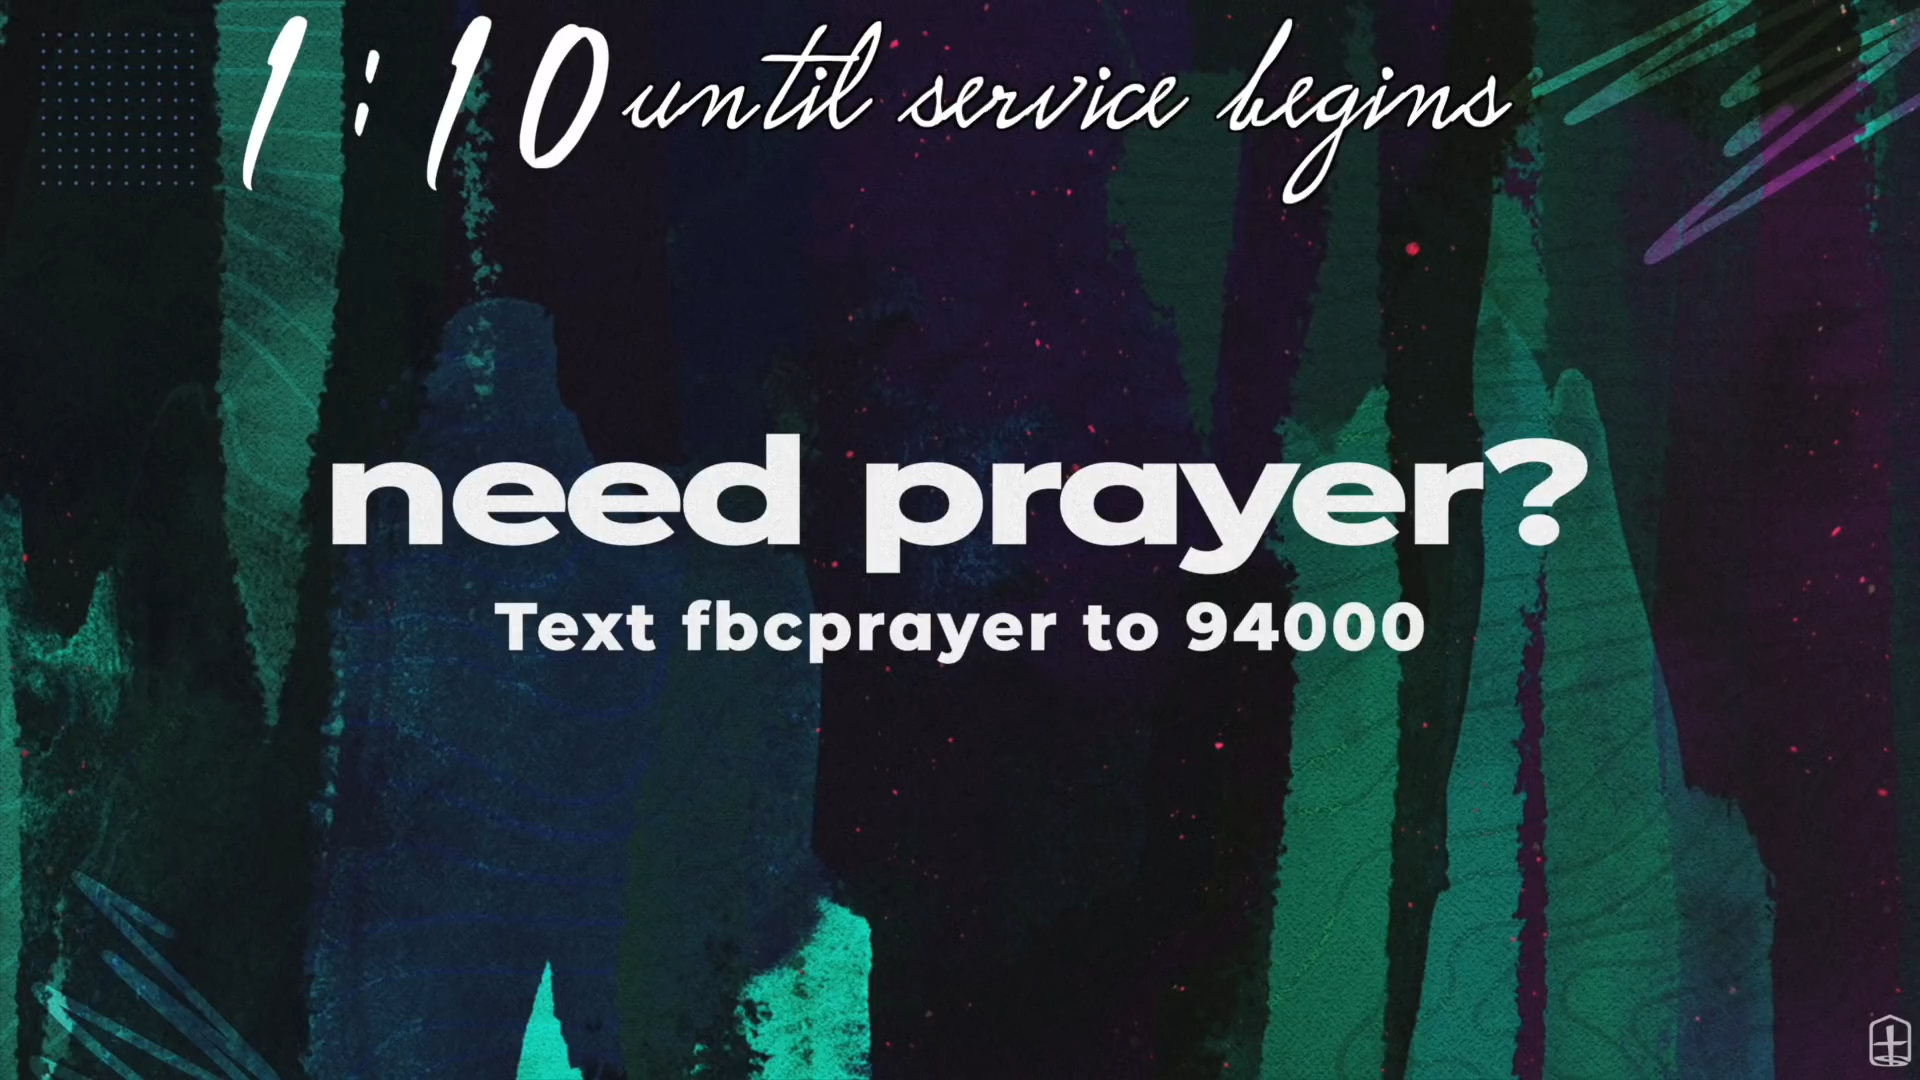 1:10 until service begins
need prayer?
Text fbcprayer to 94000